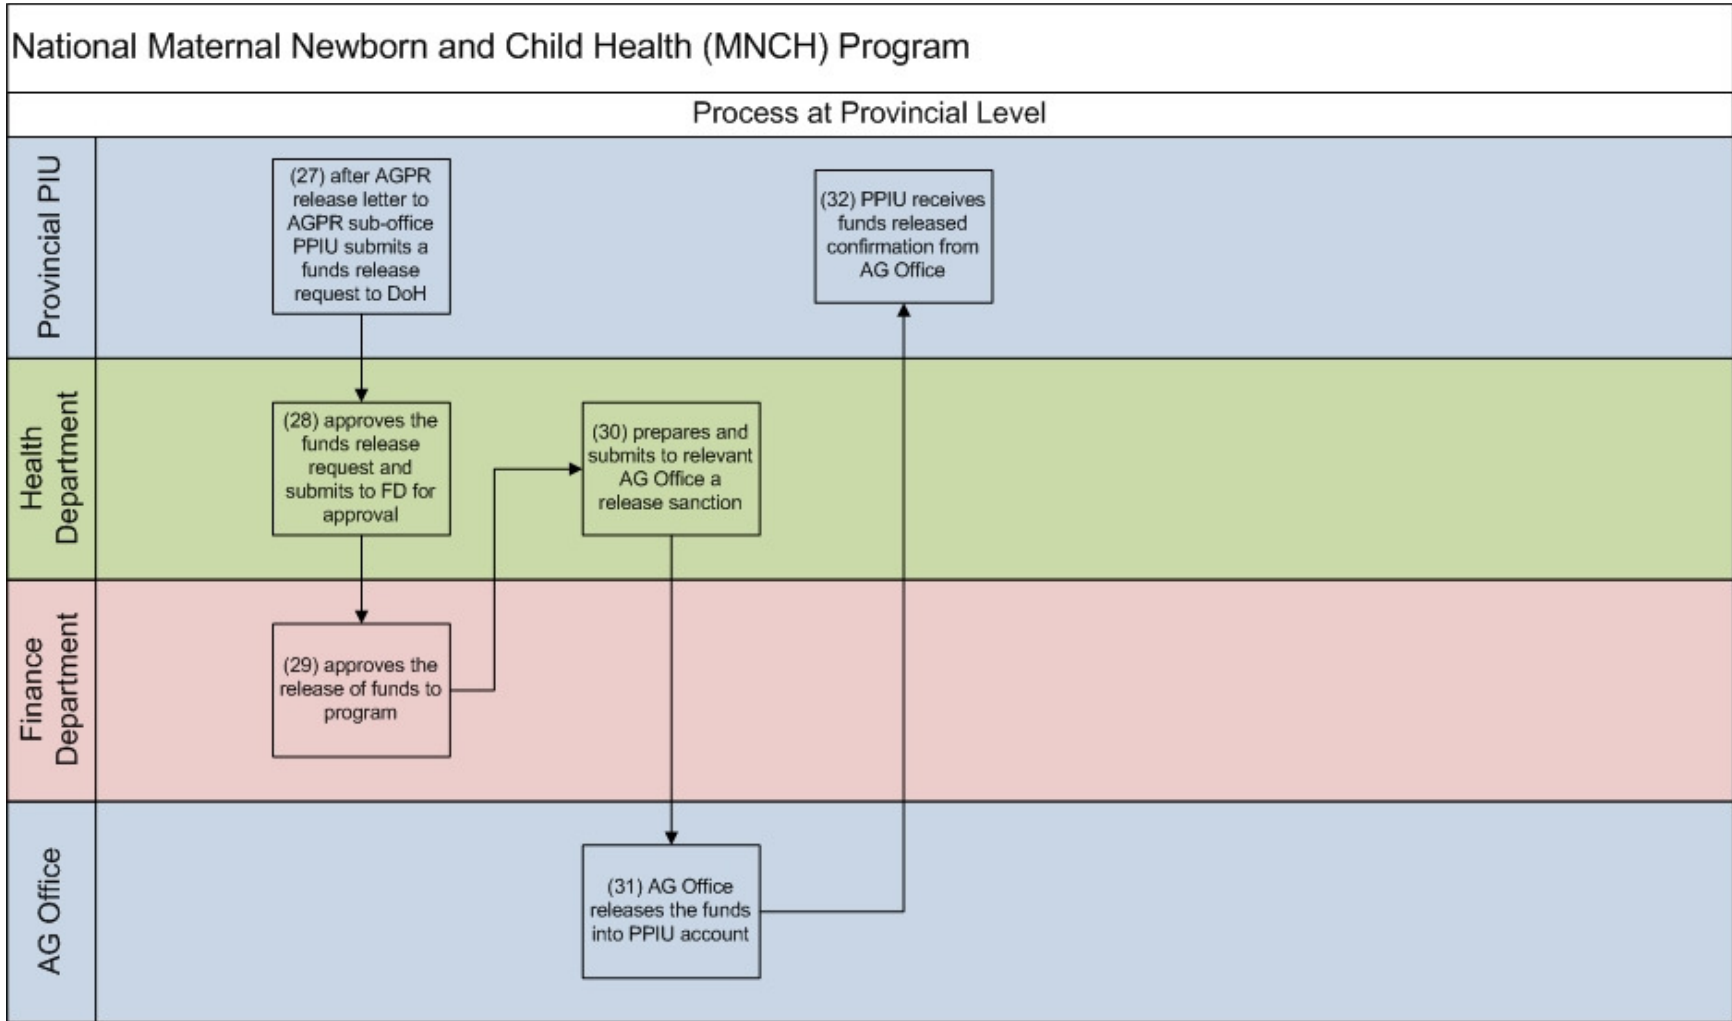 National Maternal Newborn and Child Health (MNCH) Program
Process at Provincial Level
Provincial PIU
(27) after AGPR
release letter to
AGPR sub-office
PPIU submits a
funds release
request to DoH
(32) PPIU receives
funds released
confirmation from
AG Office
Health
Department
(28) approves the
funds release
request and
submits to FD for
approval
(30) prepares and
submits to relevant
AG Office a
release sanction
Finance
Department
(29) approves the
release of funds to
program
AG Office
(31) AG Office
releases the funds
into PPIU account